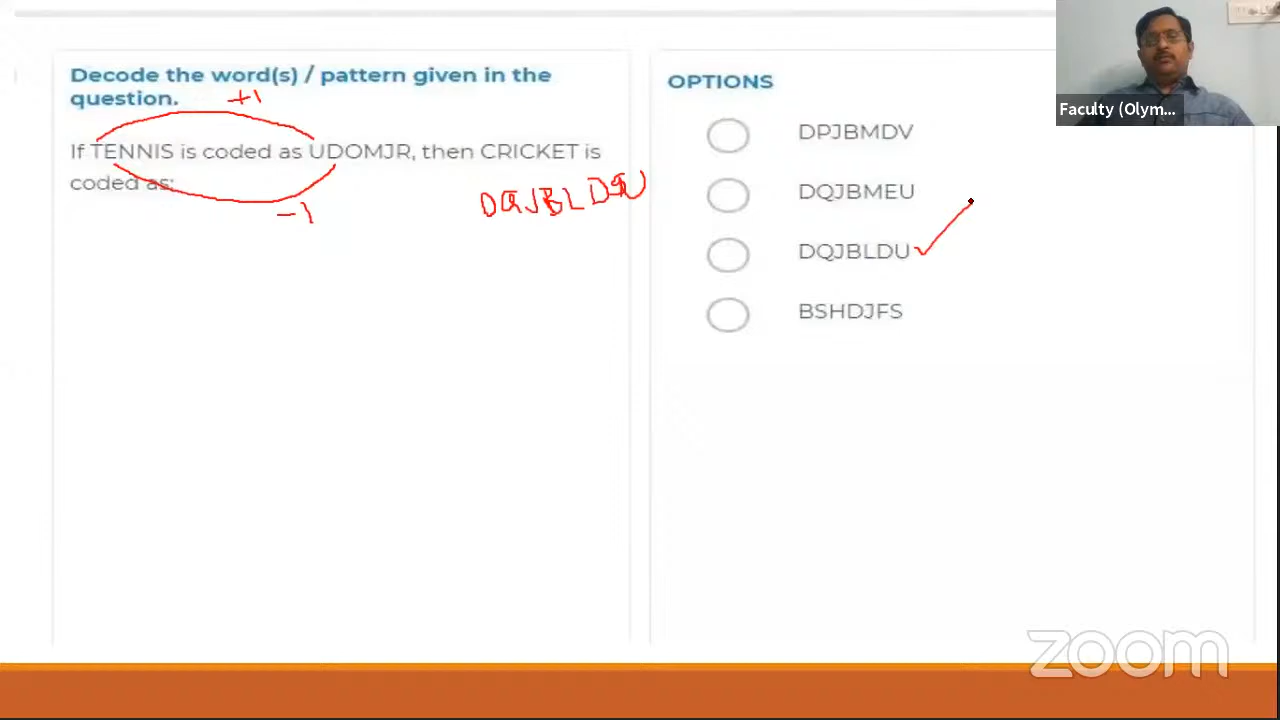 Decode the word(s) / pattern given in the
question.
+1
If TENNIS is coded as UDOMJR, then CRICKET is
coded as:
-1
DQJBLDU
OPTIONS
DPJBMDV
DQJBMEU
DQJBLDU
BSHDJFS
Faculty (Olym...
zoom